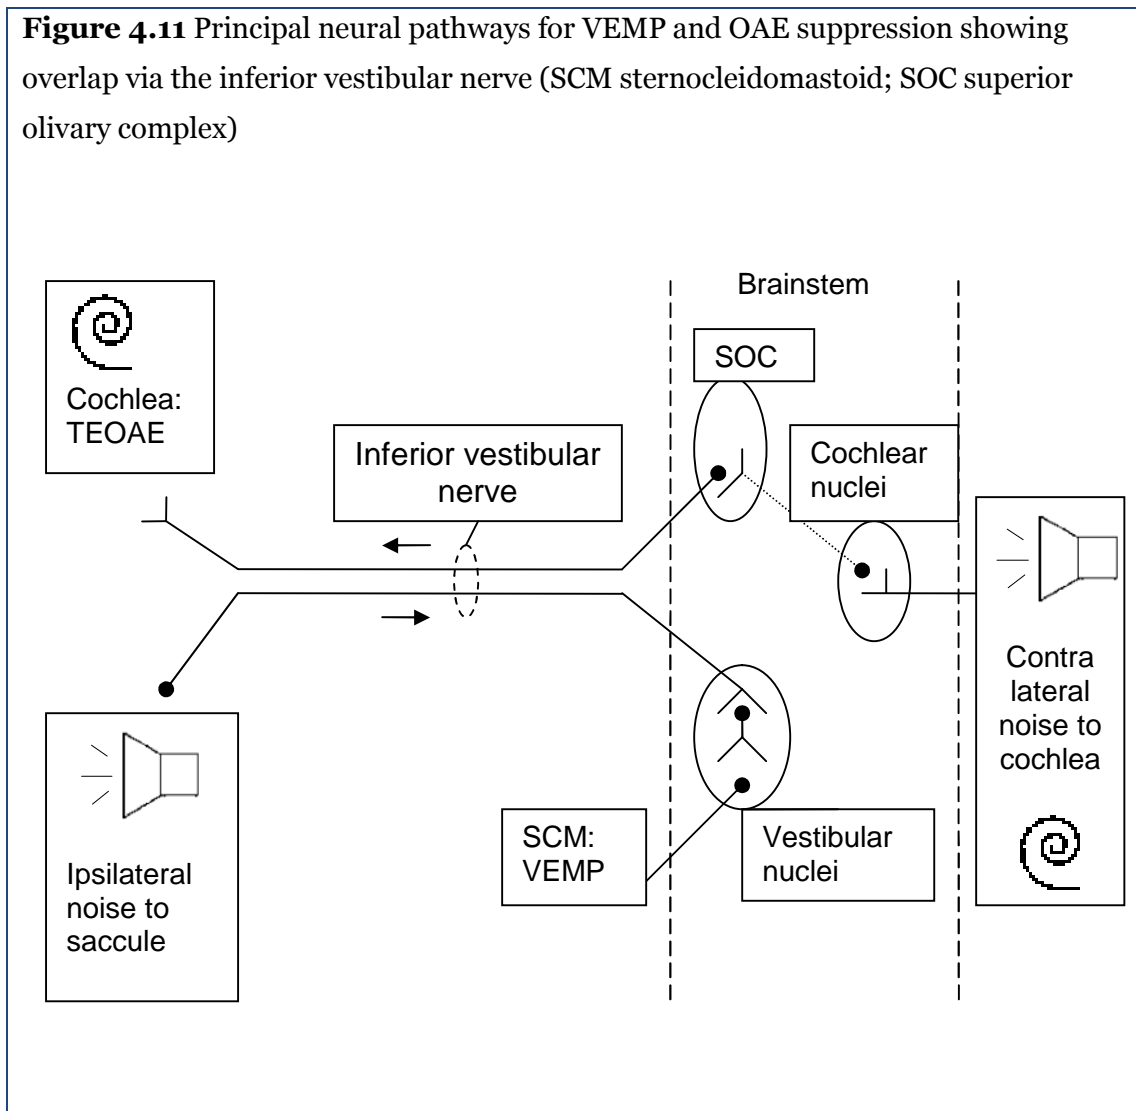 Figure 4.11 Principal neural pathways for VEMP and OAE suppression showing
overlap via the inferior vestibular nerve (SCM sternocleidomastoid; SOC superior
olivary complex)
Brainstem
SOC
Cochlea:
TEOAE
Inferior vestibular
nerve
Cochlear
nuclei
Contra
lateral
noise to
cochlea
Ipsilateral
noise to
saccule
SCM:
VEMP
Vestibular
nuclei